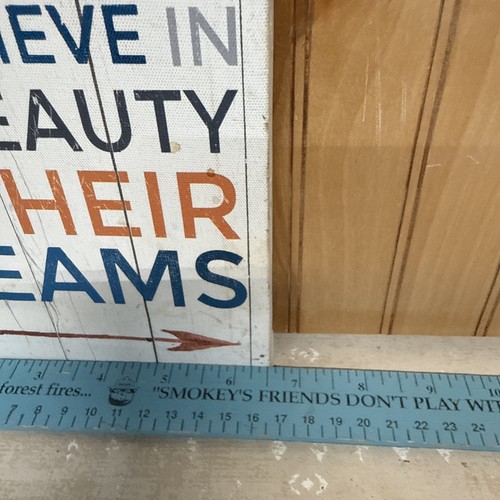 IEVE IN
EAUTY
HEIR
EAMS
3 4 5 6 7 8 9 10
forest fires... "SMOKEY'S FRIENDS DON'T PLAY WIT
7 8 9 10 11 12 13 14 15 16 17 18 19 20 21 22 23 24